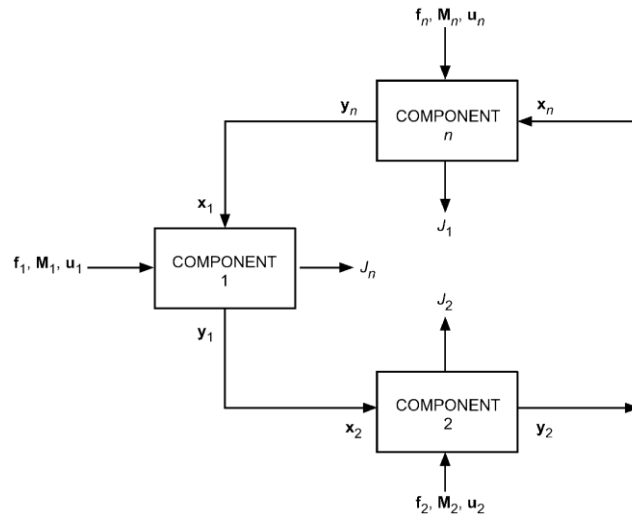 fn, Mn, un
yn
COMPONENT
n
xn
x1
J1
f1, M1, u1
COMPONENT
1
Jn
J2
y1
COMPONENT
2
x2
y2
f2, M2, u2